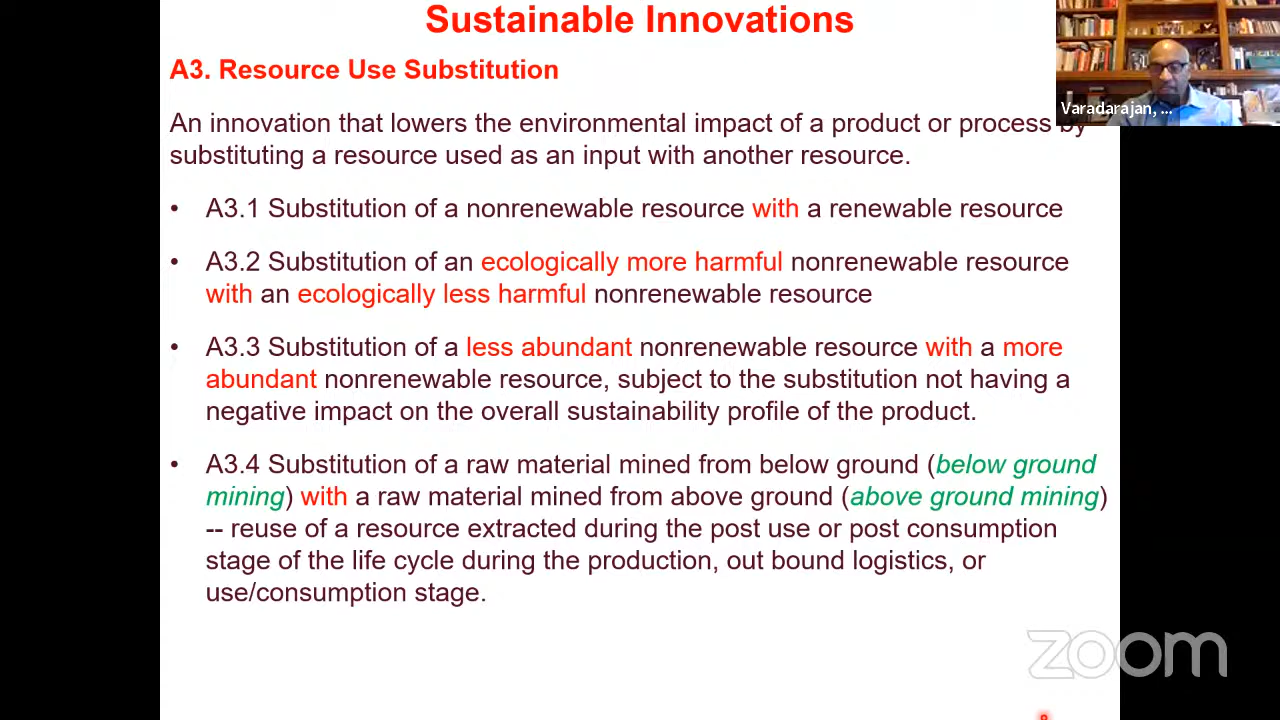 Sustainable Innovations
A3. Resource Use Substitution
An innovation that lowers the environmental impact of a product or process by
substituting a resource used as an input with another resource.
• A3.1 Substitution of a nonrenewable resource with a renewable resource
• A3.2 Substitution of an ecologically more harmful nonrenewable resource
with an ecologically less harmful nonrenewable resource
• A3.3 Substitution of a less abundant nonrenewable resource with a more
abundant nonrenewable resource, subject to the substitution not having a
negative impact on the overall sustainability profile of the product.
• A3.4 Substitution of a raw material mined from below ground (below ground
mining) with a raw material mined from above ground (above ground mining)
-- reuse of a resource extracted during the post use or post consumption
stage of the life cycle during the production, out bound logistics, or
use/consumption stage.
Varadarajan, ...
zoom